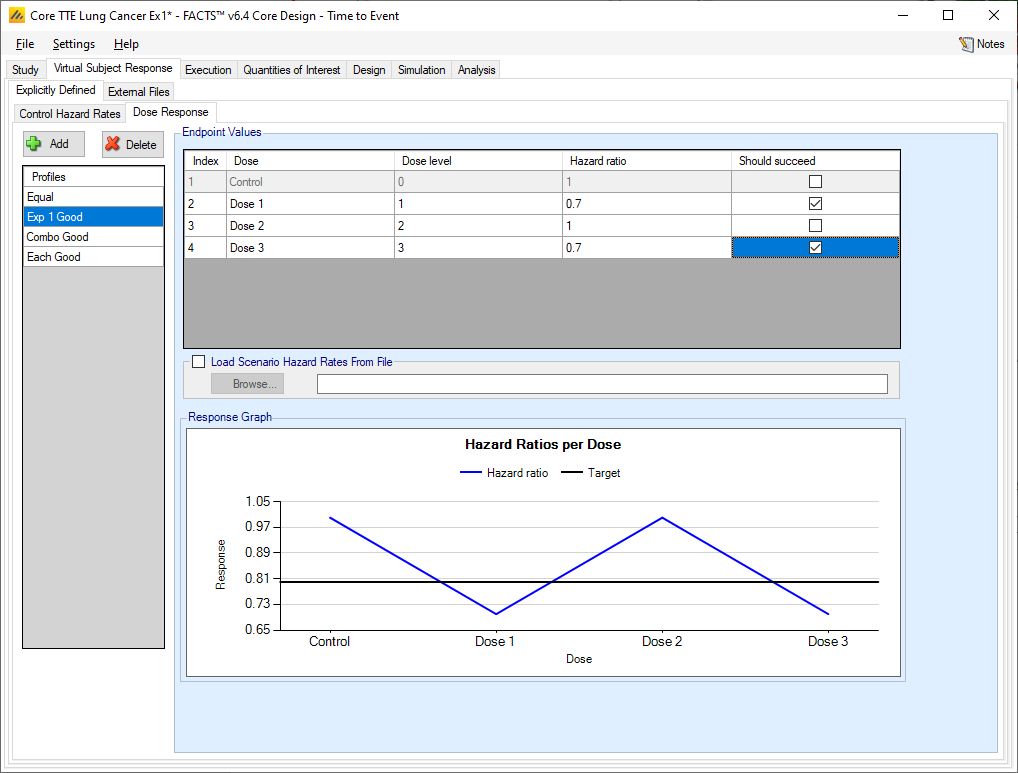 Core TTE Lung Cancer Ex1* - FACTS™ v6.4 Core Design - Time to Event
File Settings Help Notes
Study Virtual Subject Response Execution Quantities of Interest Design Simulation Analysis
Explicitly Defined External Files
Control Hazard Rates Dose Response
Add Delete
Profiles
Equal
Exp 1 Good
Combo Good
Each Good
Endpoint Values
Index Dose Dose level Hazard ratio Should succeed
1 Control 0 1
2 Dose 1 1 0.7
3 Dose 2 2 1
4 Dose 3 3 0.7
Load Scenario Hazard Rates From File
Browse...
Response Graph
Hazard Ratios per Dose
Hazard ratio Target
Response
1.05
0.97
0.89
0.81
0.73
0.65
Control Dose 1 Dose 2 Dose 3
Dose